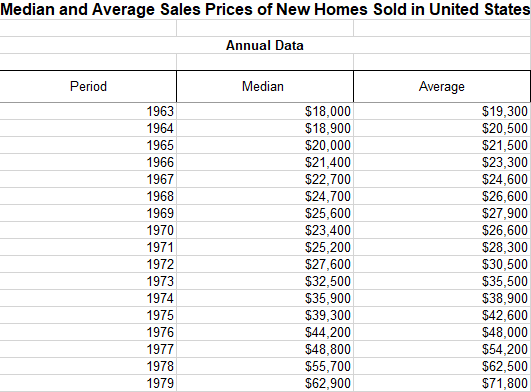 Median and Average Sales Prices of New Homes Sold in United States
Annual Data
Period Median Average
1963 $18,000 $19,300
1964 $18,900 $20,500
1965 $20,000 $21,500
1966 $21,400 $23,300
1967 $22,700 $24,600
1968 $24,700 $26,600
1969 $25,600 $27,900
1970 $23,400 $26,600
1971 $25,200 $28,300
1972 $27,600 $30,500
1973 $32,500 $35,500
1974 $35,900 $38,900
1975 $39,300 $42,600
1976 $44,200 $48,000
1977 $48,800 $54,200
1978 $55,700 $62,500
1979 $62,900 $71,800